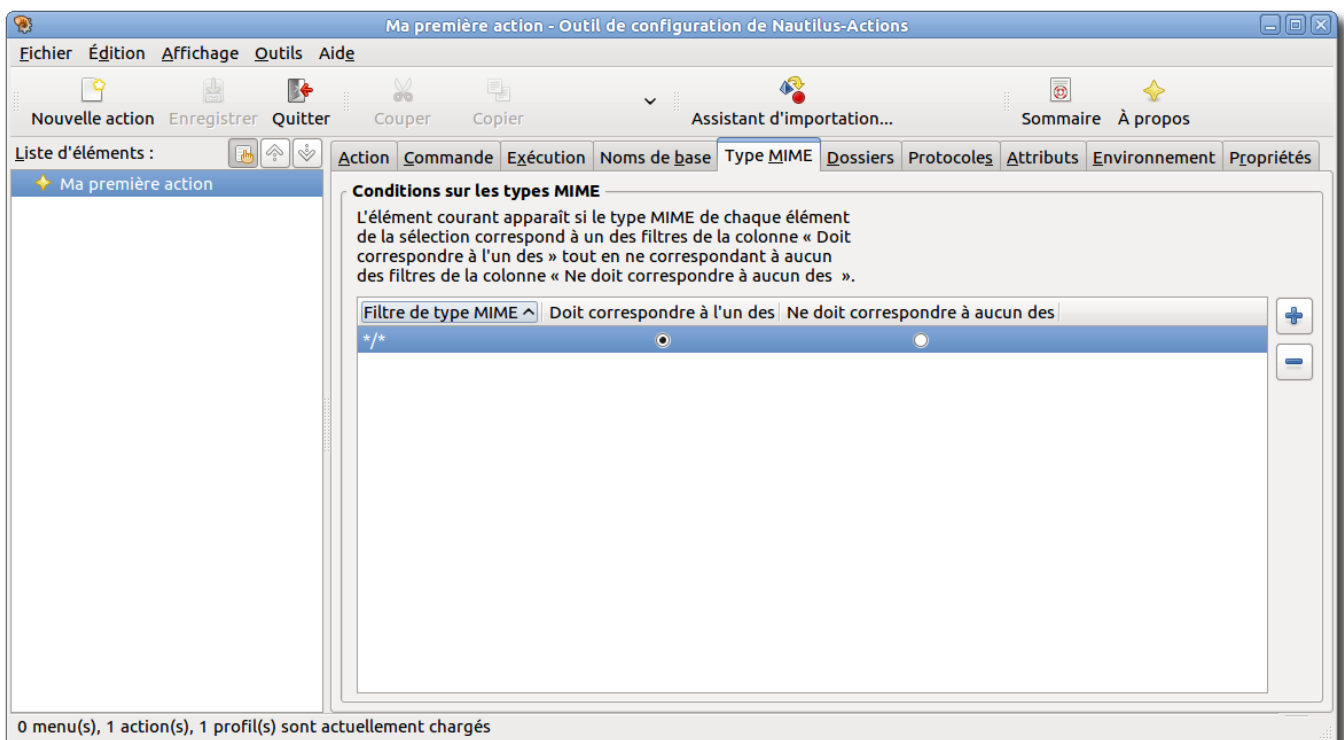 Ma première action - Outil de configuration de Nautilus-Actions
Fichier Édition Affichage Outils Aide
Nouvelle action Enregistrer Quitter Couper Copier Assistant d'importation... Sommaire À propos
Liste d'éléments :
Action Commande Exécution Noms de base Type MIME Dossiers Protocoles Attributs Environnement Propriétés
Ma première action
Conditions sur les types MIME
L'élément courant apparaît si le type MIME de chaque élément
de la sélection correspond à un des filtres de la colonne « Doit
correspondre à l'un des » tout en ne correspondant à aucun
des filtres de la colonne « Ne doit correspondre à aucun des  ».
Filtre de type MIME Doit correspondre à l'un des Ne doit correspondre à aucun des
*/*
0 menu(s), 1 action(s), 1 profil(s) sont actuellement chargés